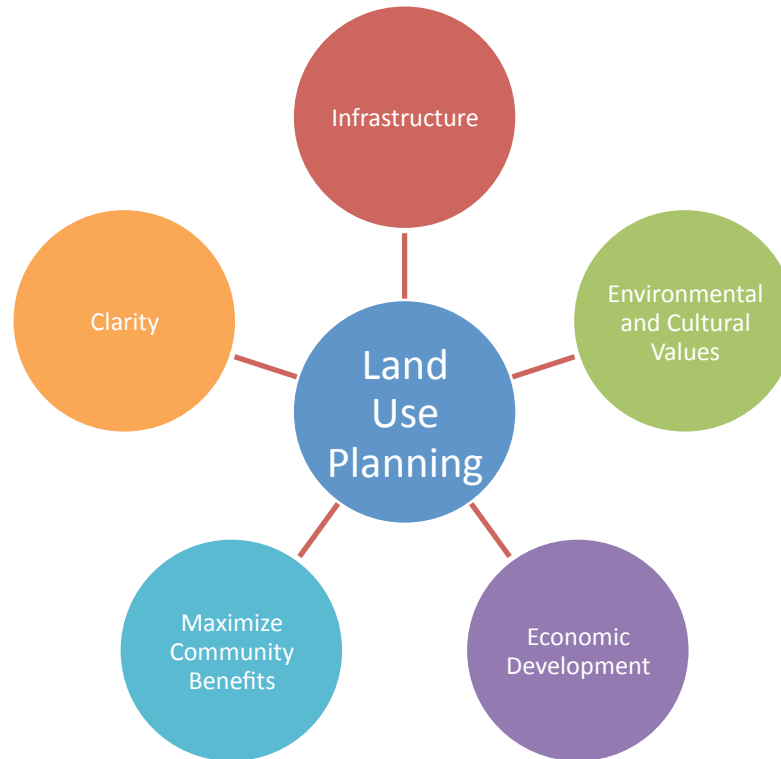 Infrastructure
Environmental
and Cultural
Values
Economic
Development
Maximize
Community
Benefits
Clarity
Land
Use
Planning